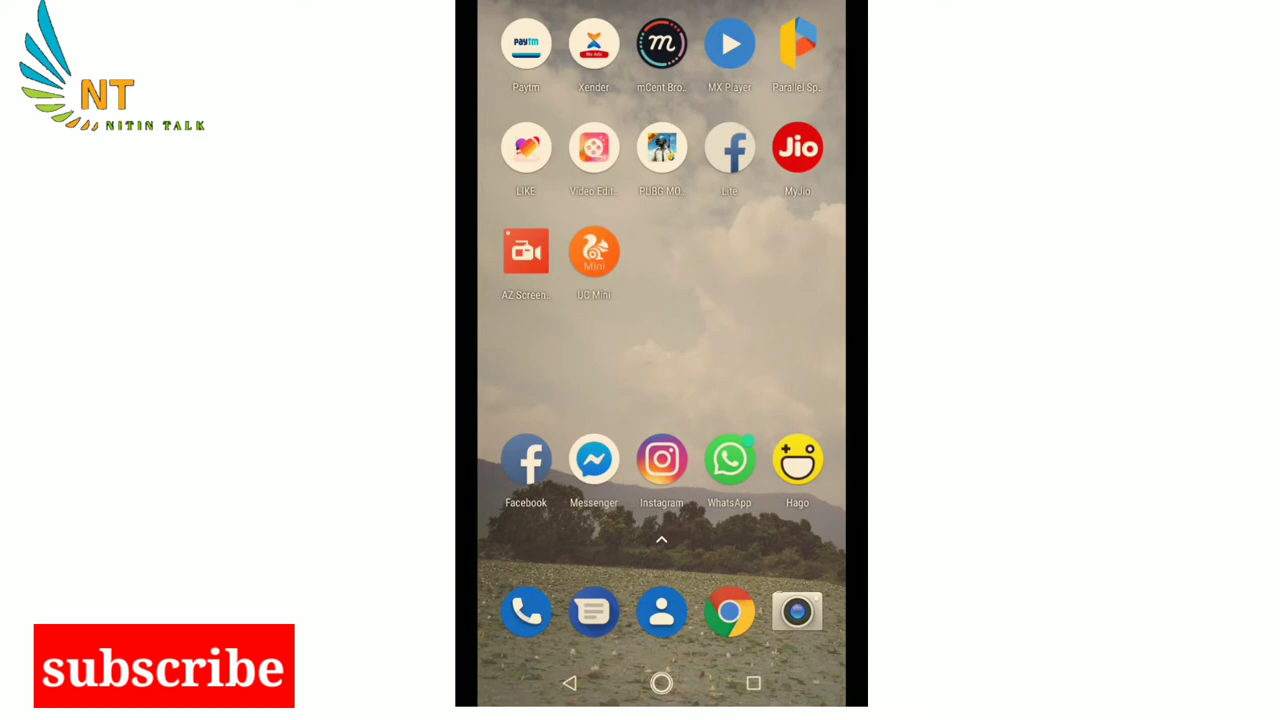 NT
NITIN TALK
Paytm
Xender
mCent Bro..
MX Player
Parallel Sp..
LIKE
Video Edit..
PUBG MO..
Lite
MyJio
Jio
AZ Screen..
UC Mini
Mini
Facebook
Messenger
Instagram
WhatsApp
Hago
subscribe